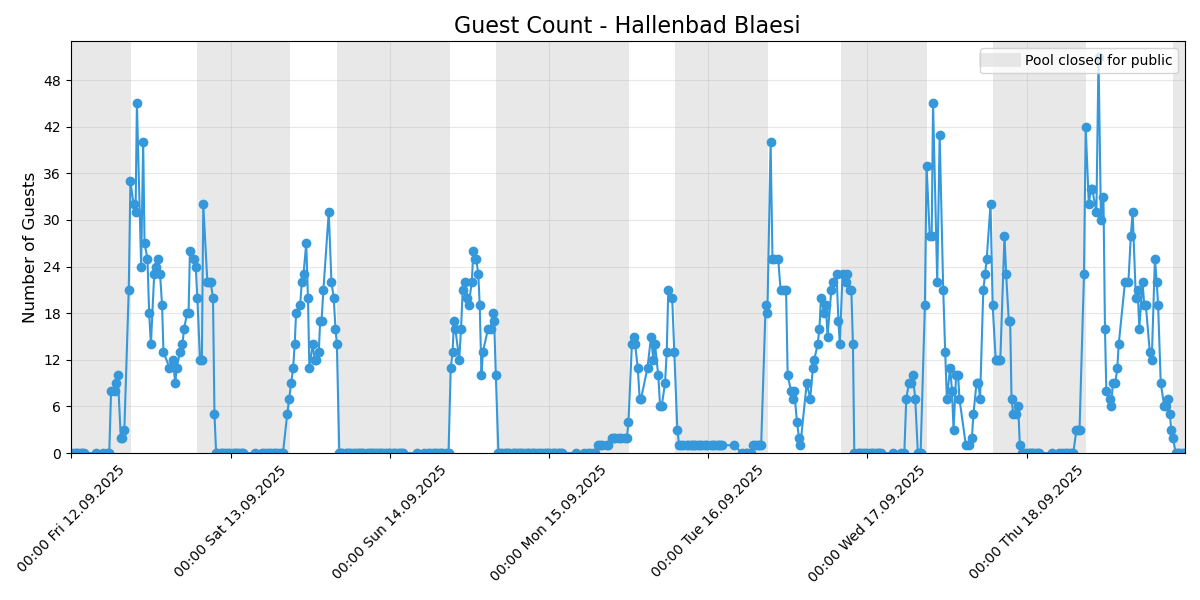 Guest Count - Hallenbad Blaesi
Pool closed for public
Number of Guests
48
42
36
30
24
18
12
6
0
00:00 Fri 12.09.2025
00:00 Sat 13.09.2025
00:00 Sun 14.09.2025
00:00 Mon 15.09.2025
00:00 Tue 16.09.2025
00:00 Wed 17.09.2025
00:00 Thu 18.09.2025